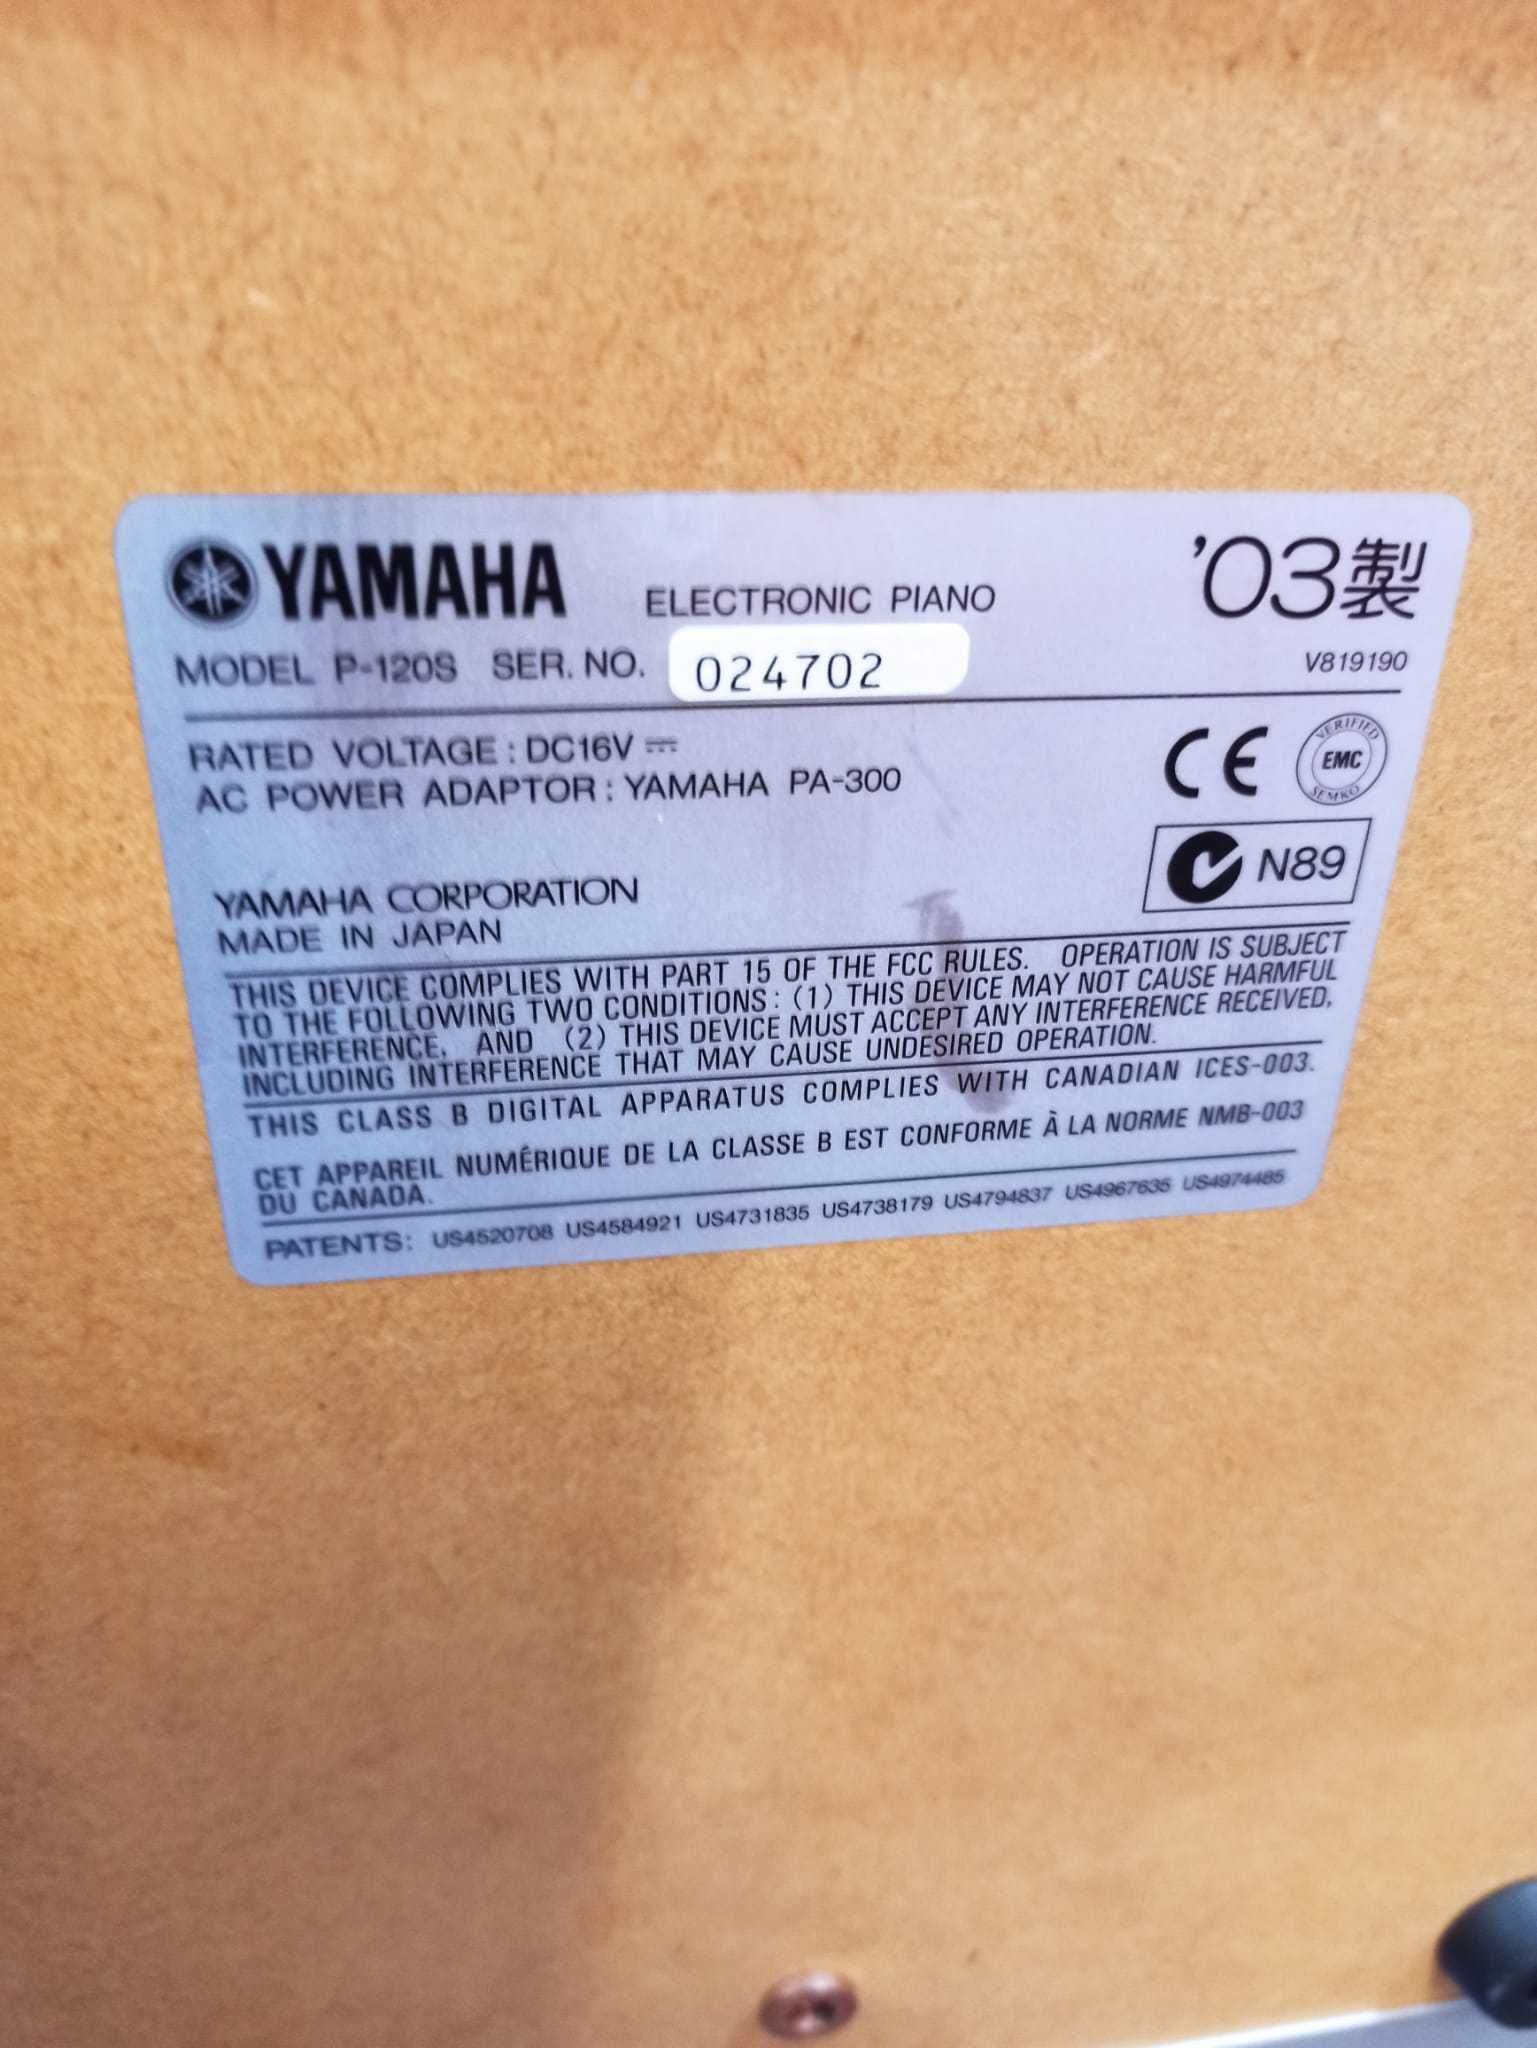 YAMAHA ELECTRONIC PIANO '03製
MODEL P-120S SER. NO. 024702 V819190
RATED VOLTAGE : DC16V
AC POWER ADAPTOR : YAMAHA PA-300
CE VERIFIED EMC SEMKO
N89
YAMAHA CORPORATION
MADE IN JAPAN
THIS DEVICE COMPLIES WITH PART 15 OF THE FCC RULES. OPERATION IS SUBJECT
TO THE FOLLOWING TWO CONDITIONS : (1) THIS DEVICE MAY NOT CAUSE HARMFUL
INTERFERENCE, AND (2) THIS DEVICE MUST ACCEPT ANY INTERFERENCE RECEIVED,
INCLUDING INTERFERENCE THAT MAY CAUSE UNDESIRED OPERATION.
THIS CLASS B DIGITAL APPARATUS COMPLIES WITH CANADIAN ICES-003.
CET APPAREIL NUMÉRIQUE DE LA CLASSE B EST CONFORME À LA NORME NMB-003
DU CANADA.
PATENTS: US4520708 US4584921 US4731835 US4738179 US4794837 US4967635 US4974485